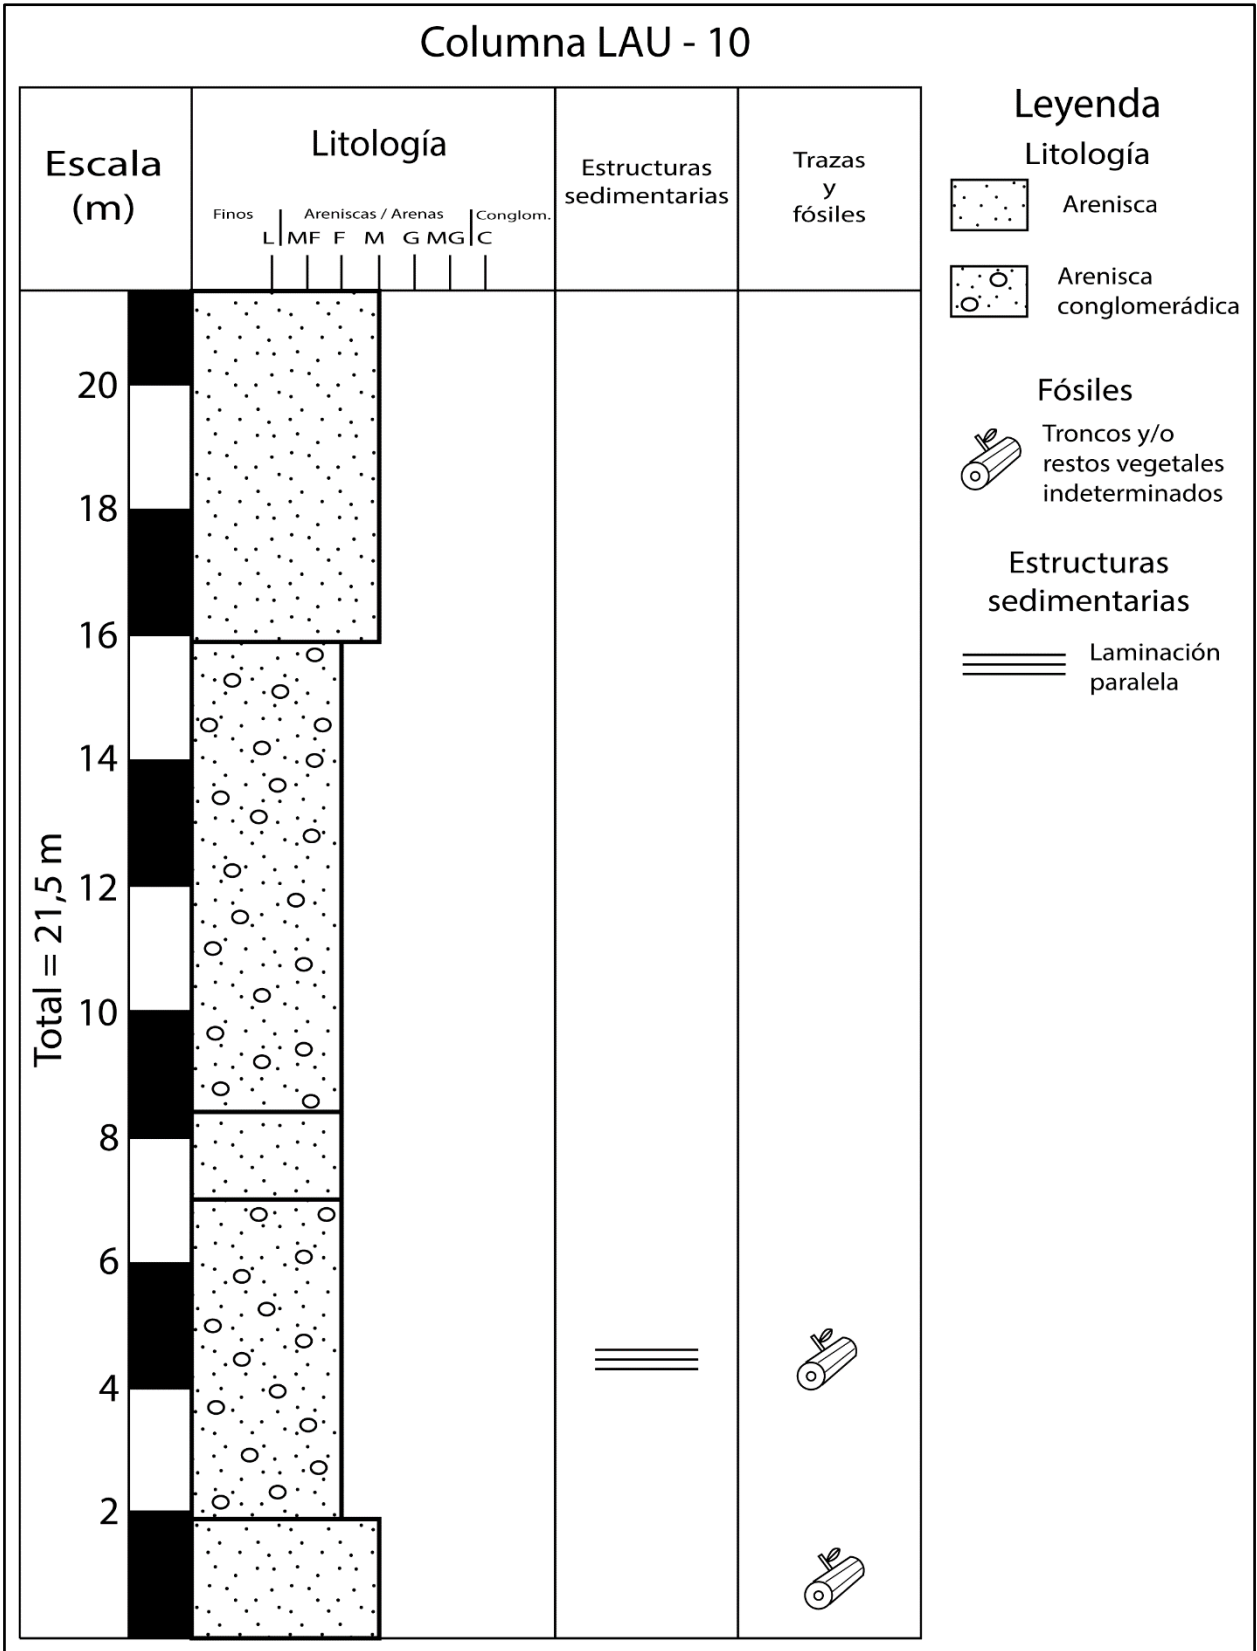 Columna LAU - 10
Escala
(m)
Litología
Finos
Areniscas / Arenas
Conglom.
L
MF
F
M
G
MG
C
Estructuras
sedimentarias
Trazas
y
fósiles
20
18
16
14
12
10
8
6
4
2
Total = 21,5 m
Leyenda
Litología
Arenisca
Arenisca
conglomerádica
Fósiles
Troncos y/o
restos vegetales
indeterminados
Estructuras
sedimentarias
Laminación
paralela